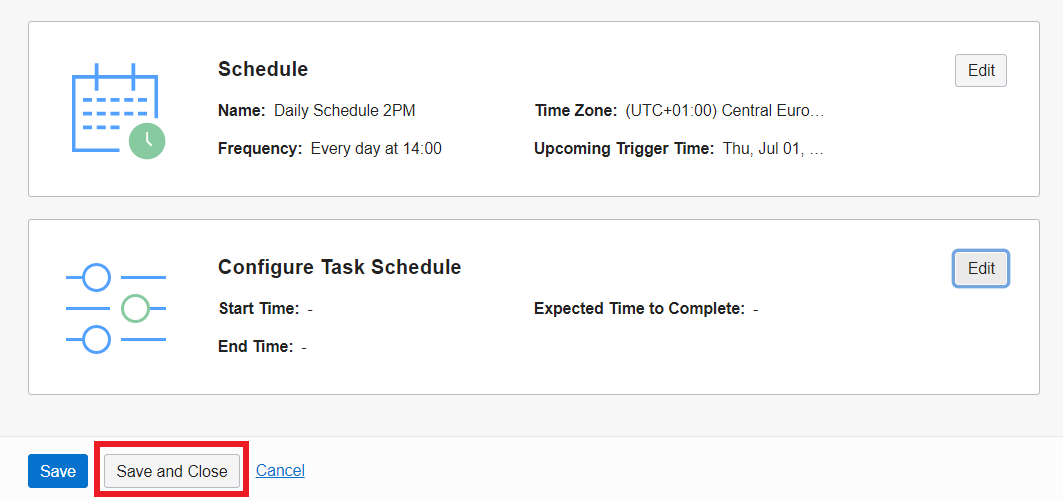 Schedule
Edit
Name: Daily Schedule 2PM
Time Zone: (UTC+01:00) Central Euro…
Frequency: Every day at 14:00
Upcoming Trigger Time: Thu, Jul 01, …
Configure Task Schedule
Edit
Start Time: -
Expected Time to Complete: -
End Time: -
Save
Save and Close
Cancel